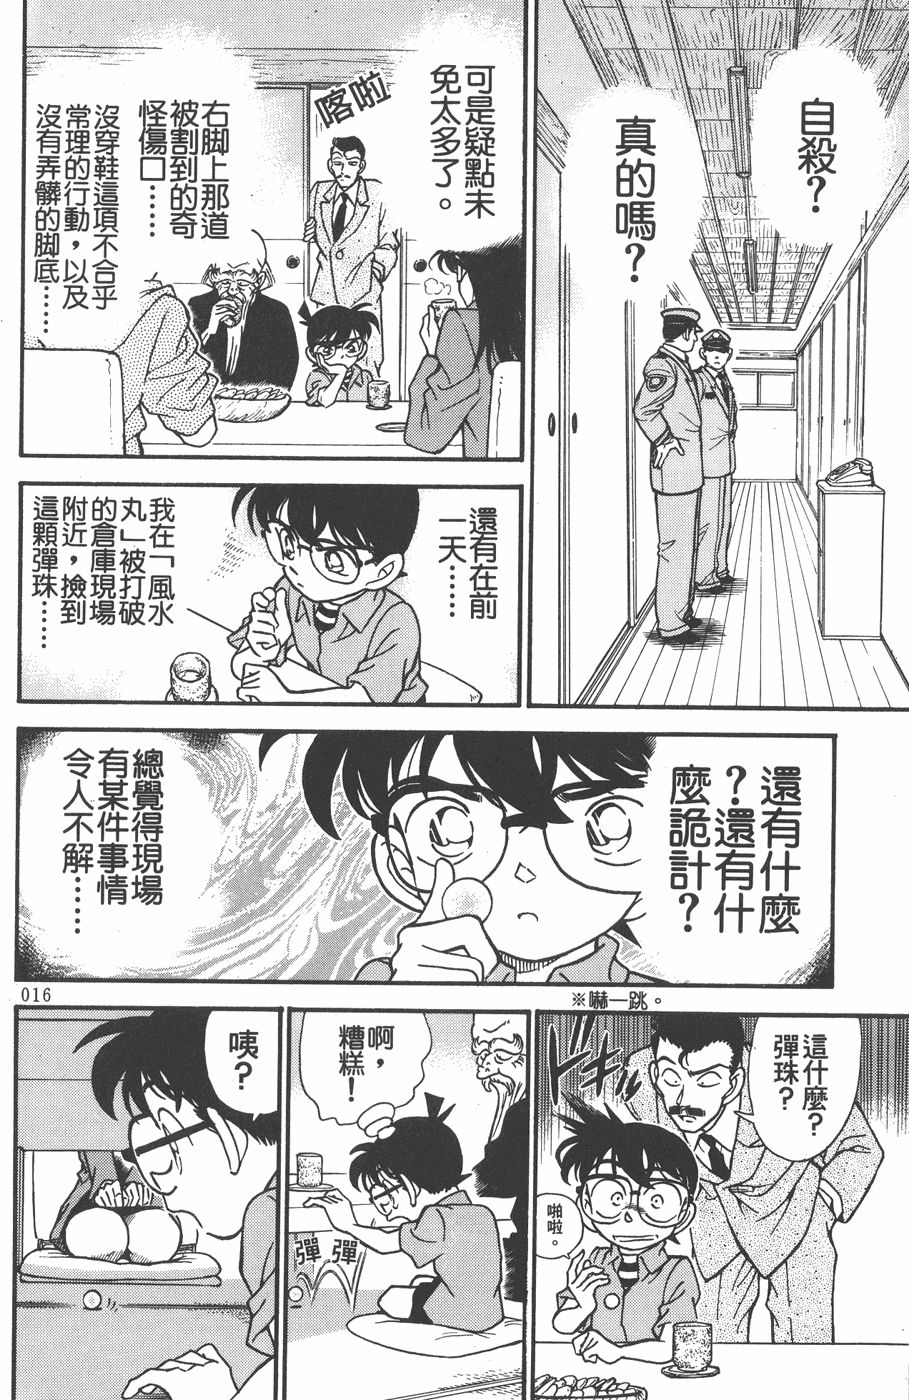 自殺?
真的嗎?
可是疑點未
免太多了。
喀啦
右脚上那道
被割到的奇
怪傷口……
沒穿鞋這項不合乎
常理的行動,以及
沒有弄髒的脚底……
還有在前
一天……
我在「風水
丸」被打破
的倉庫現場
附近,撿到
這顆彈珠……
還有什麼
?還有什
麼詭計?
總覺得現場
有某件事情
令人不解……
016
※嚇一跳。
這什麼?
彈珠?
ドキッ
啪啦。
啊,
糟糕!
彈彈
咦?